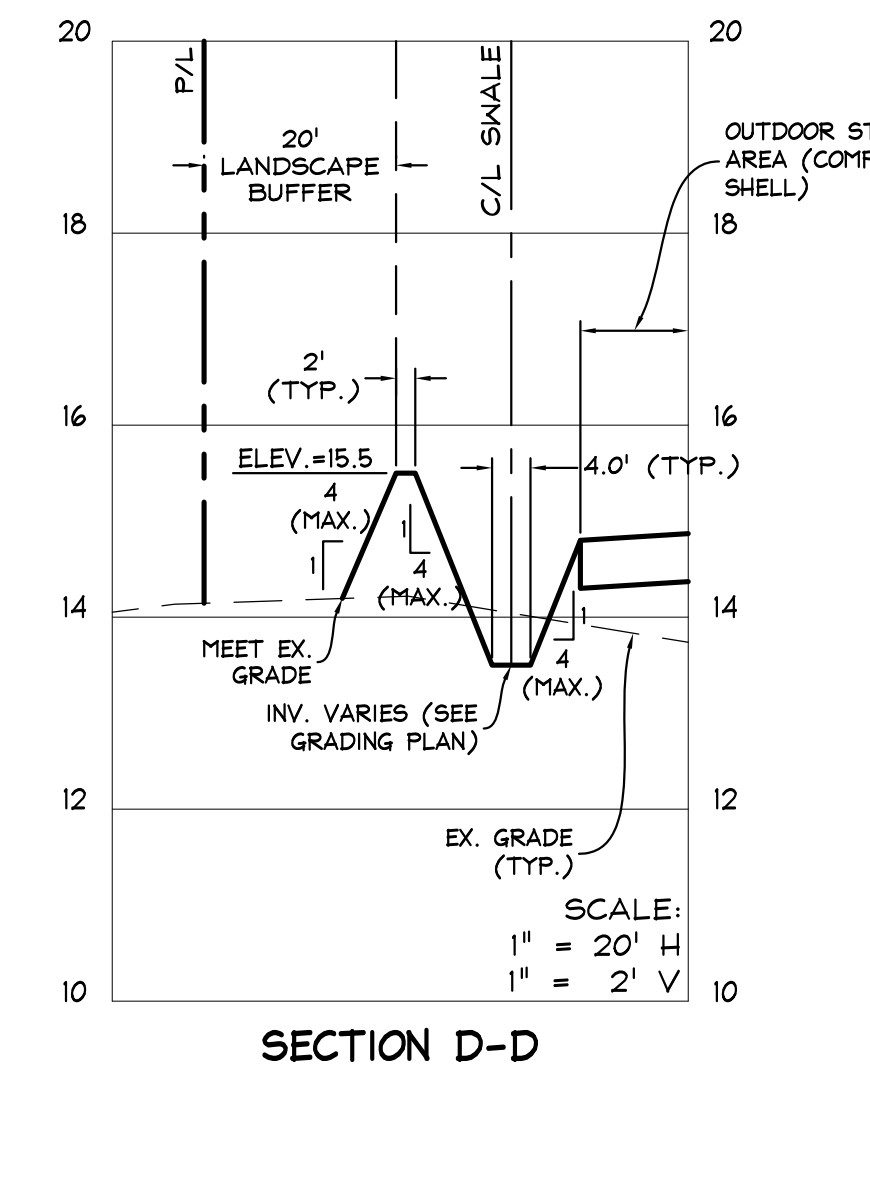 20
20
P/L
20'
LANDSCAPE
BUFFER
C/L SWALE
OUTDOOR
AREA
SHELL)
18
18
2'
(TYP.)
16
16
ELEV.=15.5
4.0' (TYP.)
4
(MAX.)
1
1
4
(MAX.)
14
14
1
4
(MAX.)
MEET EX.
GRADE
INV. VARIES (SEE
GRADING PLAN)
12
12
EX. GRADE
(TYP.)
SCALE:
1" = 20' H
1" = 2' V
10
10
SECTION D-D